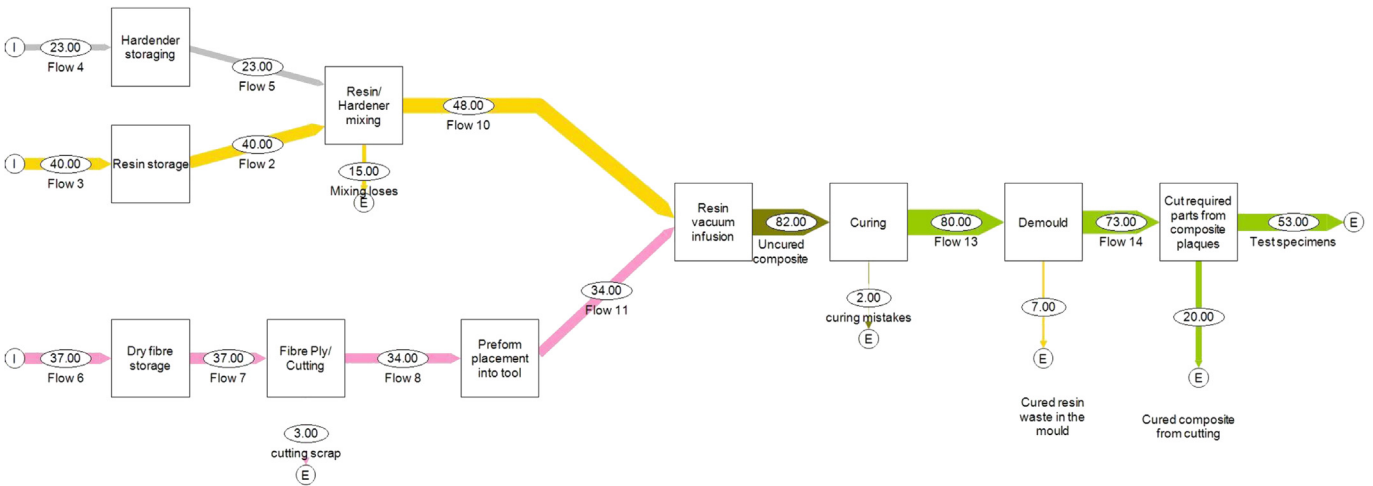 I
23.00
Flow 4
Hardender
storaging
23.00
Flow 5
I
40.00
Flow 3
Resin storage
40.00
Flow 2
Resin/
Hardener
mixing
15.00
Mixing loses
E
48.00
Flow 10
I
37.00
Flow 6
Dry fibre
storage
37.00
Flow 7
Fibre Ply/
Cutting
3.00
cutting scrap
E
34.00
Flow 8
Preform
placement
into tool
34.00
Flow 11
Resin
vacuum
infusion
82.00
Uncured
composite
Curing
2.00
curing mistakes
E
80.00
Flow 13
Demould
7.00
E
Cured resin
waste in the
mould
73.00
Flow 14
Cut required
parts from
composite
plaques
20.00
E
Cured composite
from cutting
53.00
Test specimens
E